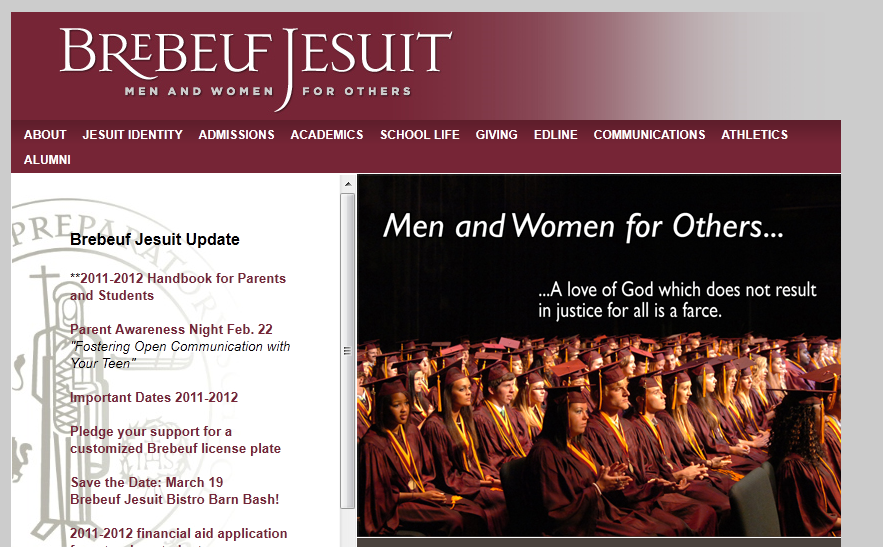 BREBEUF JESUIT
MEN AND WOMEN FOR OTHERS
ABOUT JESUIT IDENTITY ADMISSIONS ACADEMICS SCHOOL LIFE GIVING EDLINE COMMUNICATIONS ATHLETICS
ALUMNI
PREPARATOR
IHS
Brebeuf Jesuit Update
**2011-2012 Handbook for Parents
and Students
Parent Awareness Night Feb. 22
"Fostering Open Communication with
Your Teen"
Important Dates 2011-2012
Pledge your support for a
customized Brebeuf license plate
Save the Date: March 19
Brebeuf Jesuit Bistro Barn Bash!
2011-2012 financial aid application
Men and Women for Others...
...A love of God which does not result
in justice for all is a farce.